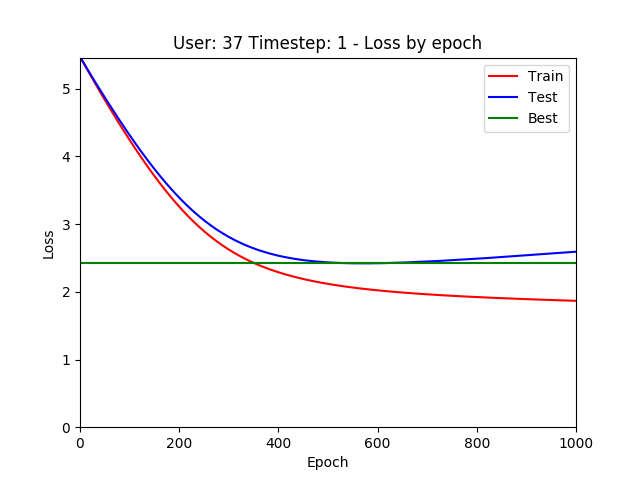 User: 37 Timestep: 1 - Loss by epoch
Train
Test
Best
Loss
5
4
3
2
1
0
0 200 400 600 800 1000
Epoch